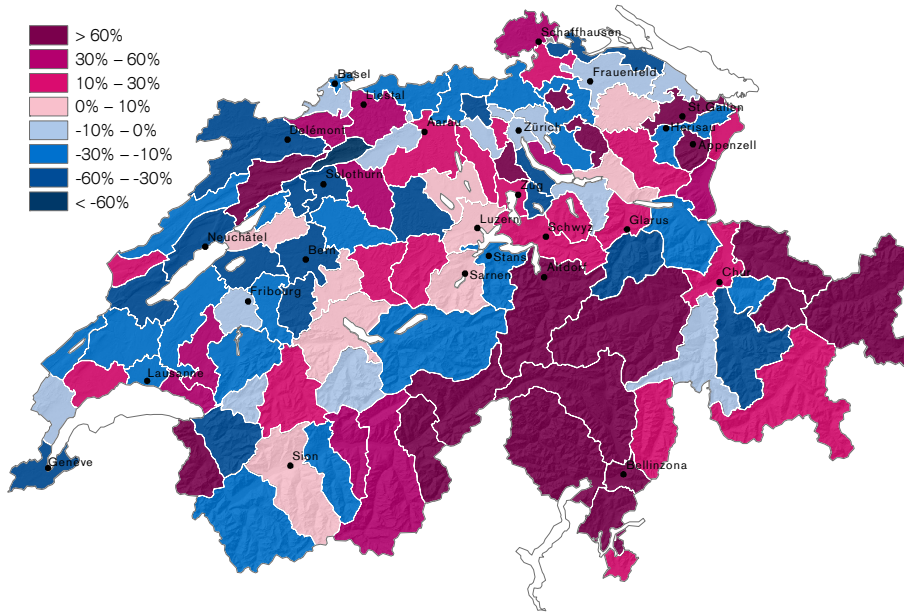 > 60%
30% – 60%
10% – 30%
0% – 10%
-10% – 0%
-30% – -10%
-60% – -30%
< -60%
Schaffhausen
Basel
Frauenfeld
Liestal
St.Gallen
Delémont
Aarau
Zürich
Herisau
Appenzell
Solothurn
Zug
Luzern
Schwyz
Glarus
Neuchâtel
Bern
Stans
Sarnen
Altdorf
Chur
Fribourg
Lausanne
Genève
Sion
Bellinzona